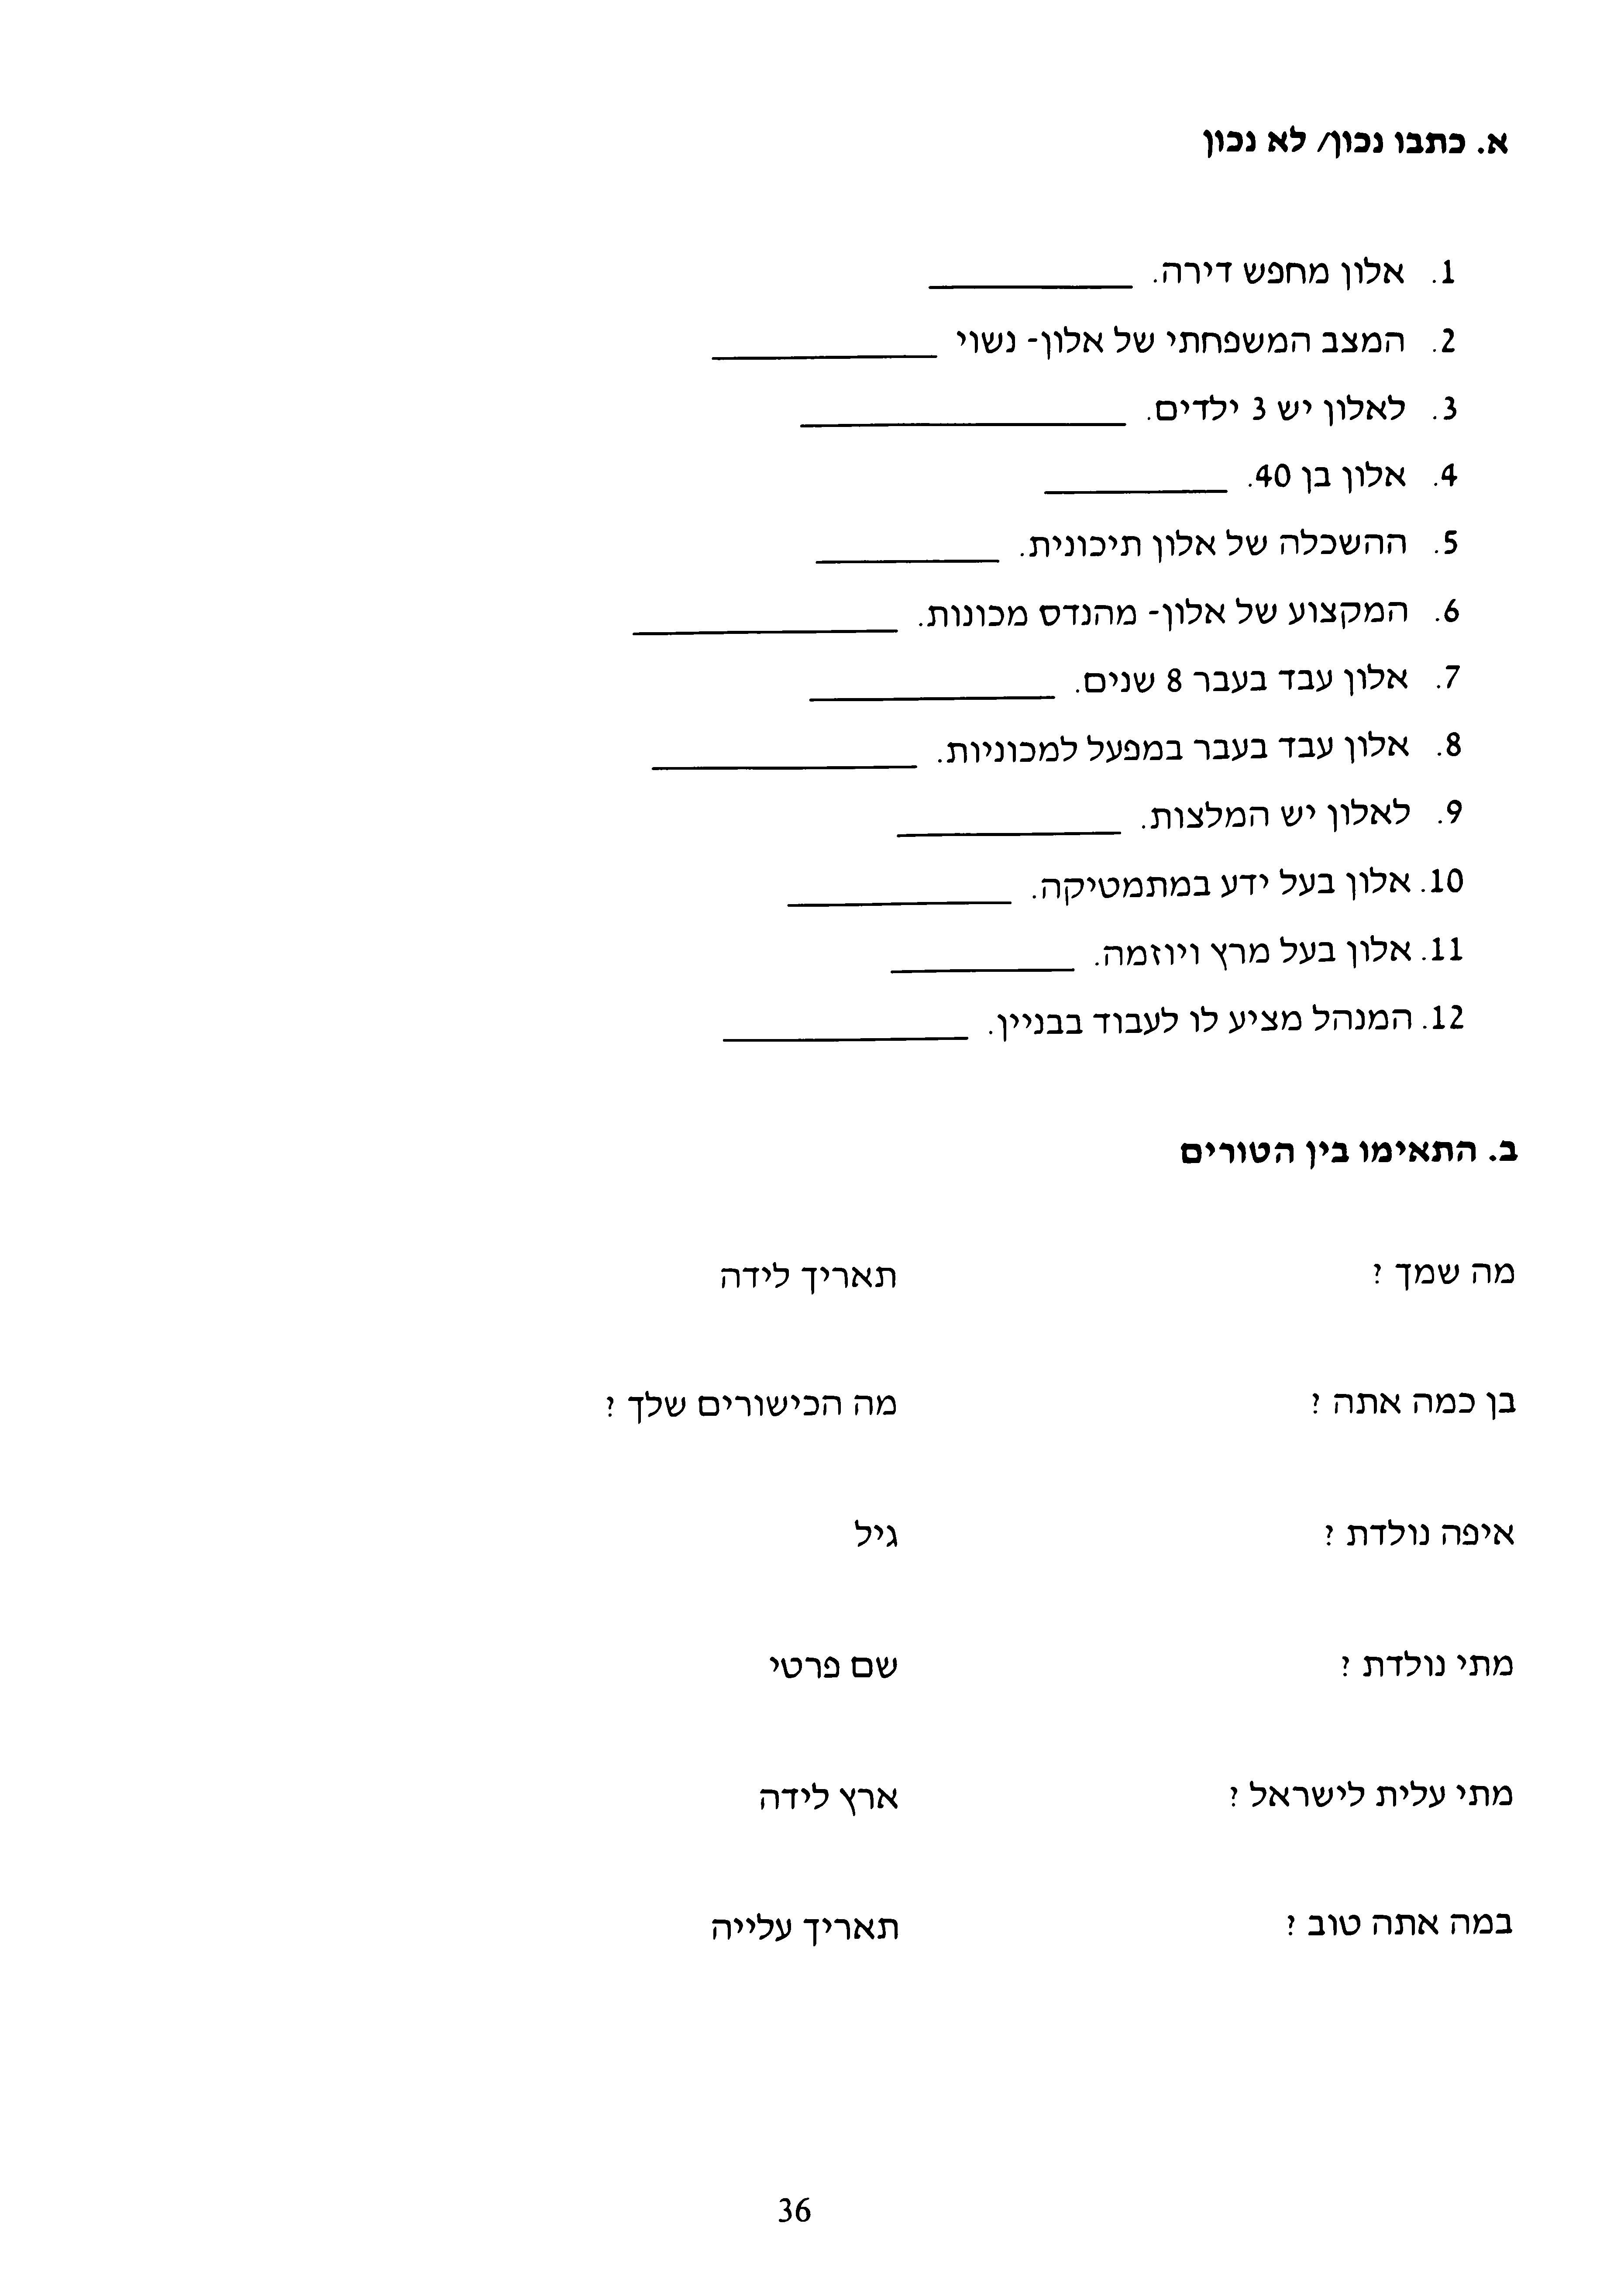 א. כתבו נכון/ לא נכון
1. אלון מחפש דירה. __________
2. המצב המשפחתי של אלון- נשוי __________
3. לאלון יש 3 ילדים. __________
4. אלון בן 40. __________
5. ההשכלה של אלון תיכונית. __________
6. המקצוע של אלון- מהנדס מכונות. __________
7. אלון עבד בעבר 8 שנים. __________
8. אלון עבד בעבר במפעל למכוניות. __________
9. לאלון יש המלצות. __________
10. אלון בעל ידע במתמטיקה. __________
11. אלון בעל מרץ ויוזמה. __________
12. המנהל מציע לו לעבוד בבניין. __________
ב. התאימו בין הטורים
מה שמך ? תאריך לידה
בן כמה אתה ? מה הכישורים שלך ?
איפה נולדת ? גיל
מתי נולדת ? שם פרטי
מתי עלית לישראל ? ארץ לידה
במה אתה טוב ? תאריך עלייה
36